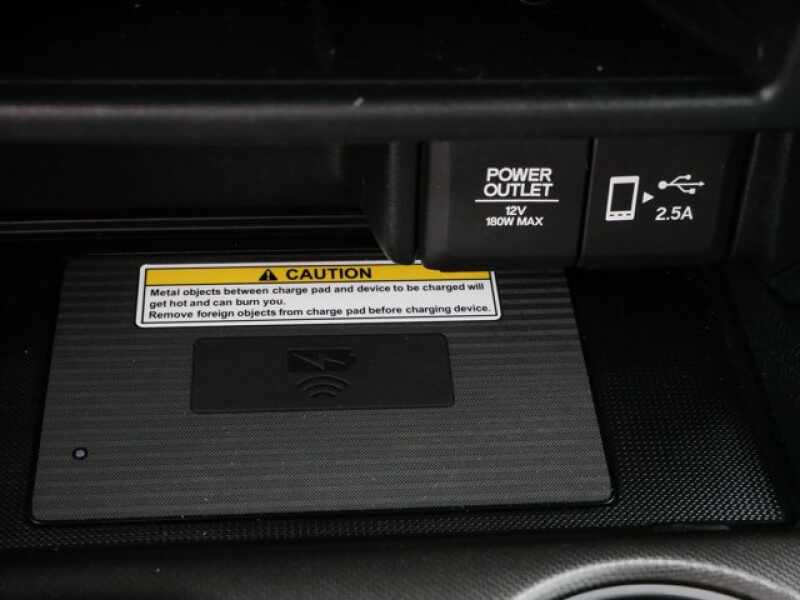 POWER
OUTLET
12V
180W MAX
2.5A
CAUTION
Metal objects between charge pad and device to be charged will
get hot and can burn you.
Remove foreign objects from charge pad before charging device.